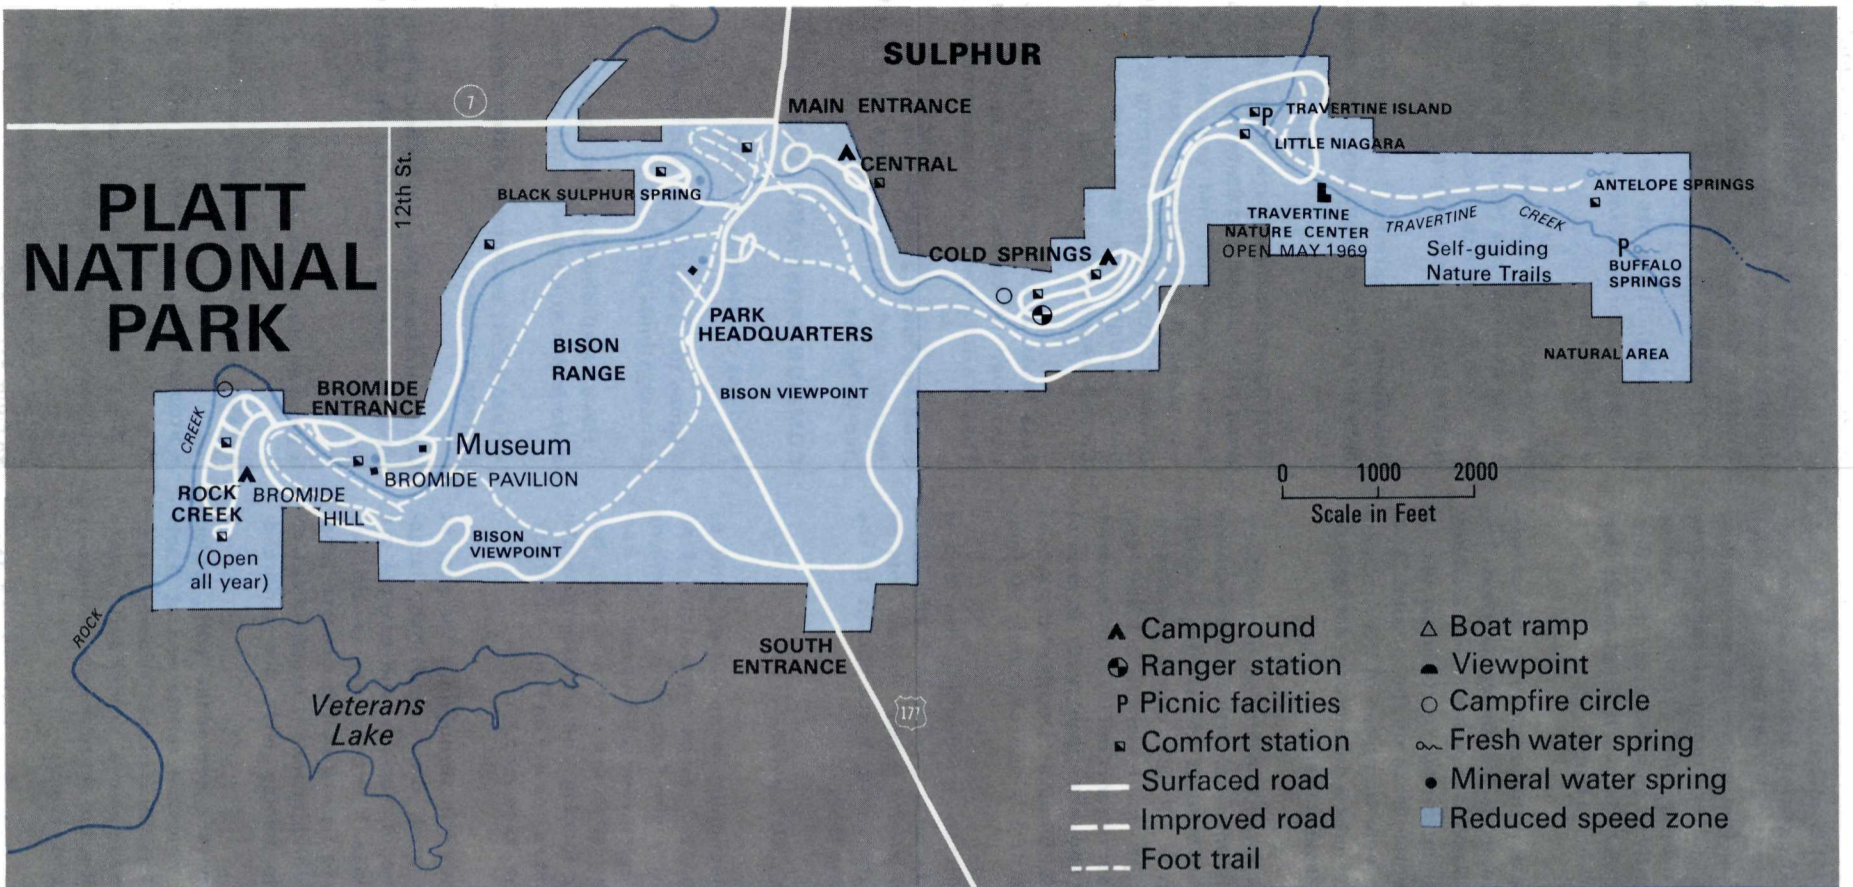 SULPHUR
7
MAIN ENTRANCE
TRAVERTINE ISLAND
P
LITTLE NIAGARA
CENTRAL
12th St.
PLATT
NATIONAL
PARK
BLACK SULPHUR SPRING
ANTELOPE SPRINGS
TRAVERTINE
NATURE CENTER
OPEN MAY 1969
TRAVERTINE CREEK
COLD SPRINGS
Self-guiding
Nature Trails
P
BUFFALO
SPRINGS
PARK
HEADQUARTERS
BISON
RANGE
NATURAL AREA
BISON VIEWPOINT
BROMIDE
ENTRANCE
CREEK
Museum
BROMIDE PAVILION
ROCK
CREEK
BROMIDE
HILL
(Open
all year)
BISON
VIEWPOINT
0 1000 2000
Scale in Feet
ROCK
SOUTH
ENTRANCE
177
Veterans
Lake
Campground
Ranger station
P Picnic facilities
Comfort station
Surfaced road
Improved road
Foot trail
Boat ramp
Viewpoint
Campfire circle
Fresh water spring
Mineral water spring
Reduced speed zone